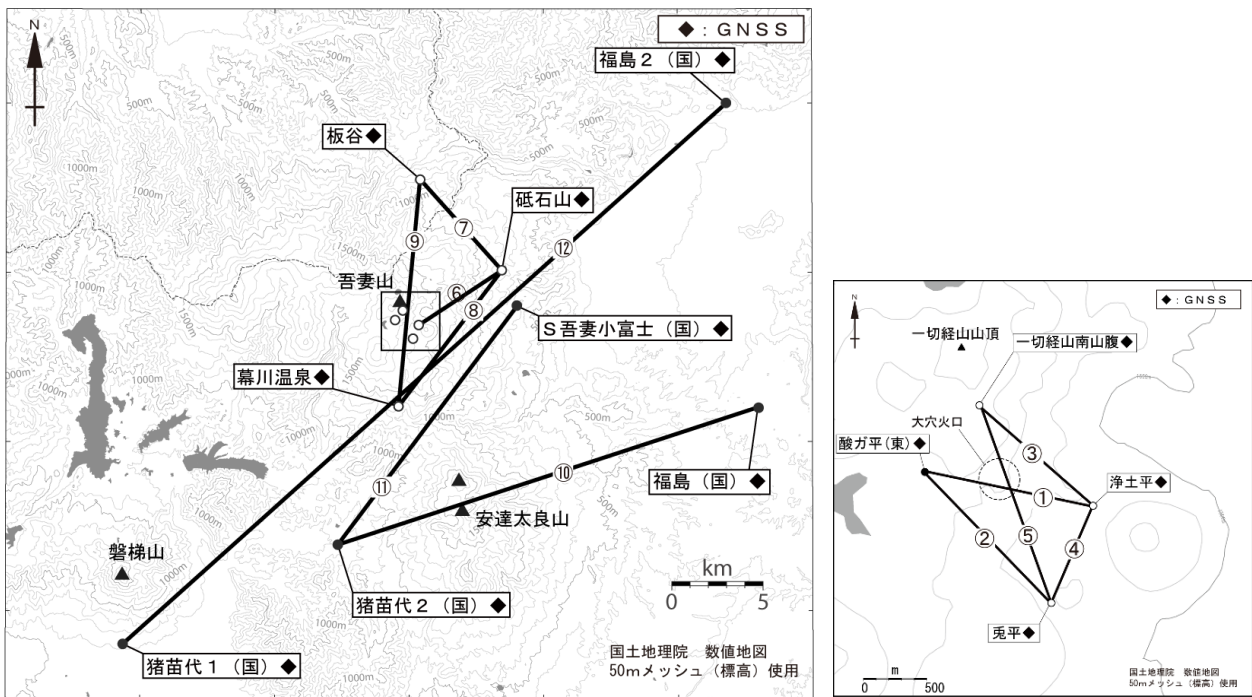 N
◆：ＧＮＳＳ
福島２（国）◆
板谷◆
砥石山◆
⑦
⑨
⑫
吾妻山
⑥
⑧
Ｓ吾妻小富士（国）◆
幕川温泉◆
⑩
⑪
福島（国）◆
安達太良山
磐梯山
km
0 5
猪苗代２（国）◆
猪苗代１（国）◆
国土地理院　数値地図
50ｍメッシュ（標高）使用
500m
1000m
1500m
N
◆：ＧＮＳＳ
一切経山山頂
一切経山南山腹◆
大穴火口
酸ガ平(東)◆
③
①
浄土平◆
②
⑤
④
兎平◆
m
0 500
国土地理院　数値地図
50ｍメッシュ（標高）使用